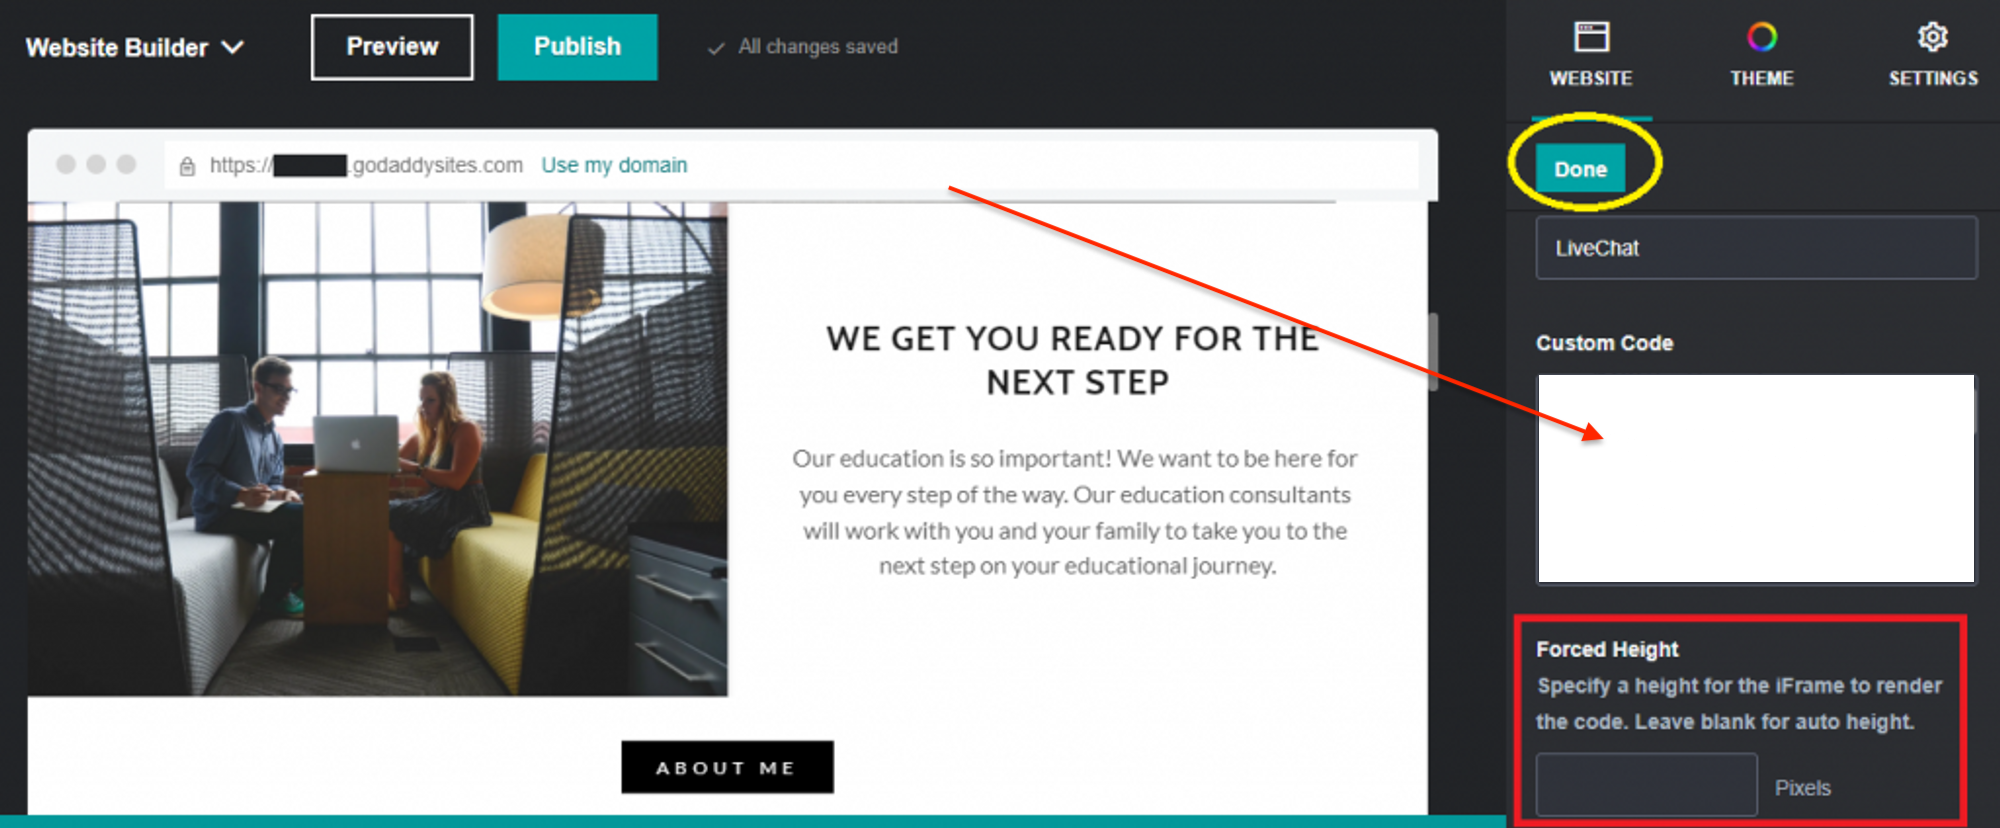 Website Builder
Preview
Publish
All changes saved
WEBSITE
THEME
SETTINGS
https://
.godaddysites.com
Use my domain
Done
LiveChat
Custom Code
WE GET YOU READY FOR THE
NEXT STEP
Our education is so important! We want to be here for
you every step of the way. Our education consultants
will work with you and your family to take you to the
next step on your educational journey.
ABOUT ME
Forced Height
Specify a height for the iFrame to render
the code. Leave blank for auto height.
Pixels